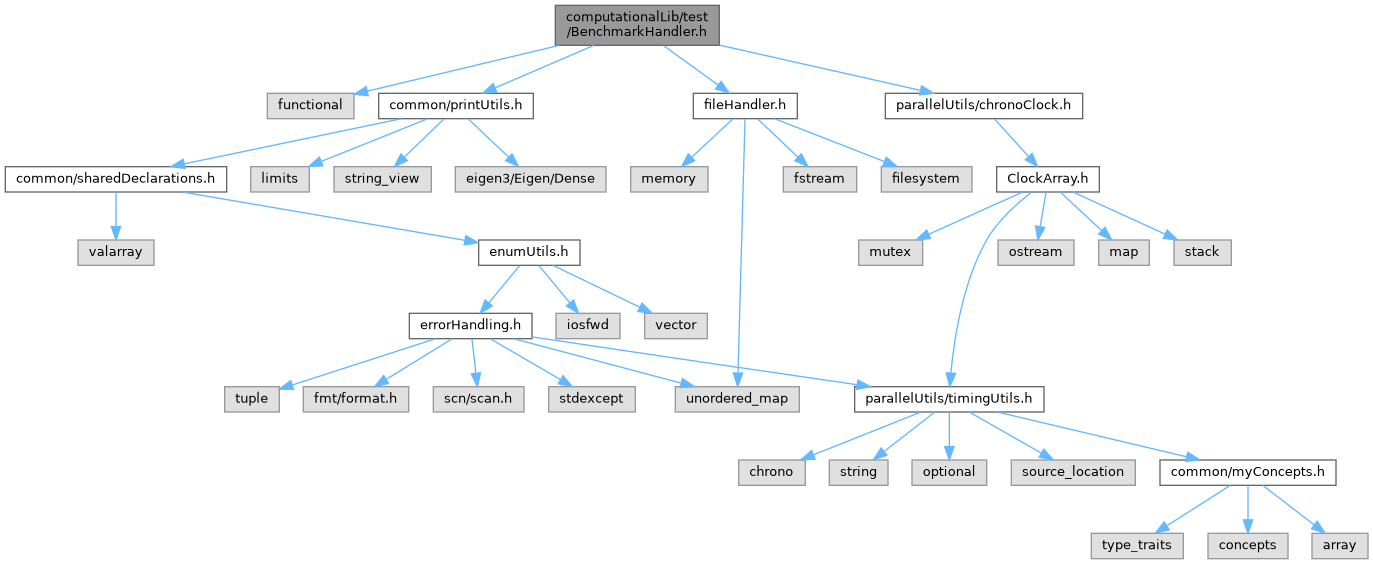 computationalLib/test
/BenchmarkHandler.h
functional
common/printUtils.h
fileHandler.h
parallelUtils/chronoClock.h
common/sharedDeclarations.h
limits
string_view
eigen3/Eigen/Dense
memory
fstream
filesystem
ClockArray.h
valarray
enumUtils.h
mutex
ostream
map
stack
errorHandling.h
iosfwd
vector
tuple
fmt/format.h
scn/scan.h
stdexcept
unordered_map
parallelUtils/timingUtils.h
chrono
string
optional
source_location
common/myConcepts.h
type_traits
concepts
array